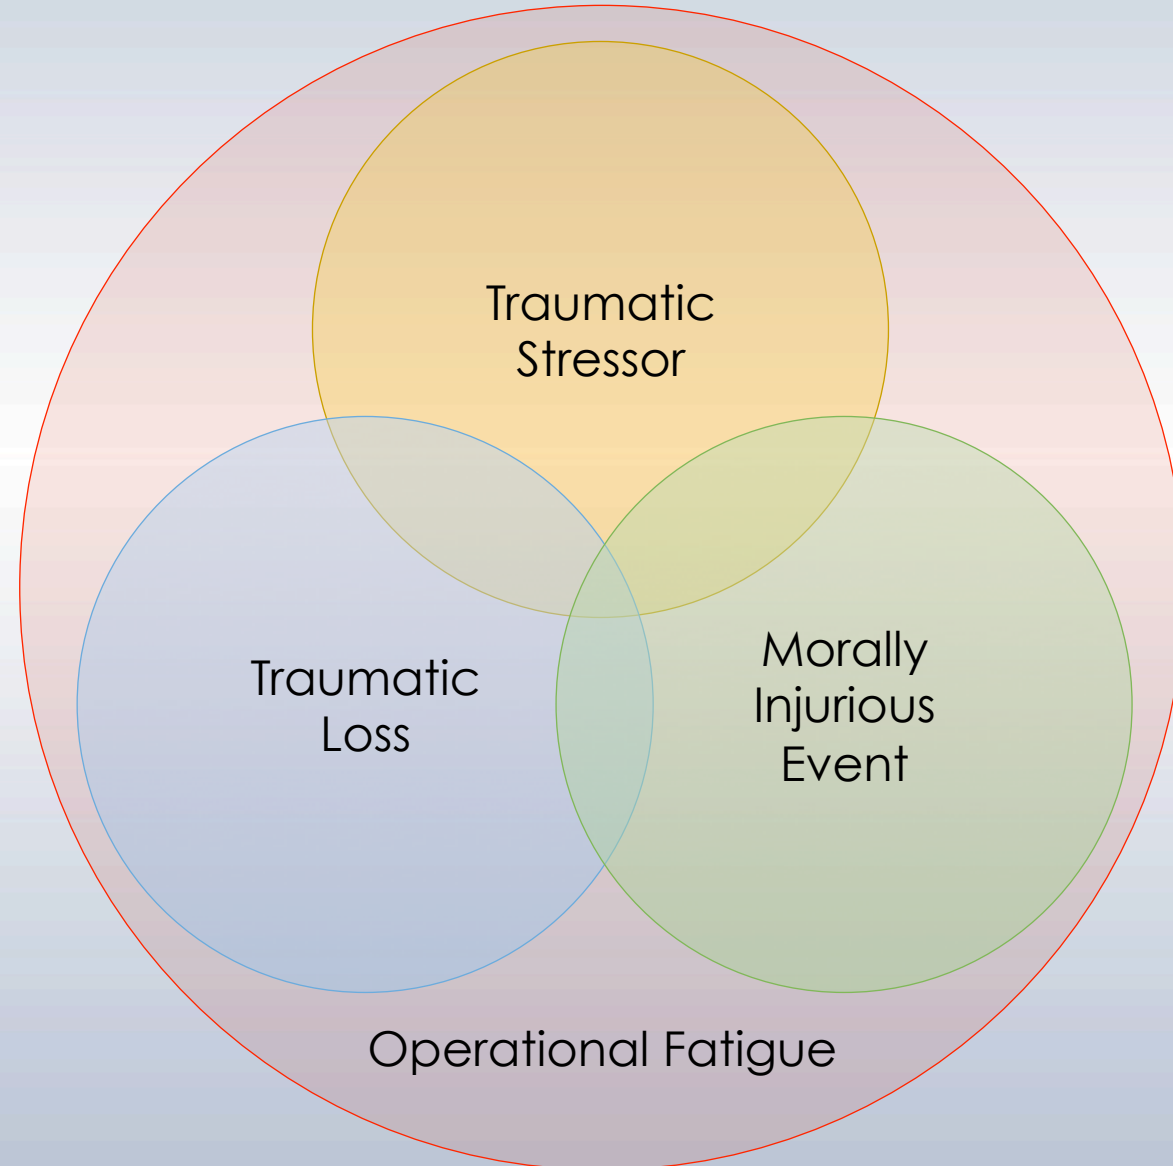 Traumatic
Stressor
Traumatic
Loss
Morally
Injurious
Event
Operational Fatigue